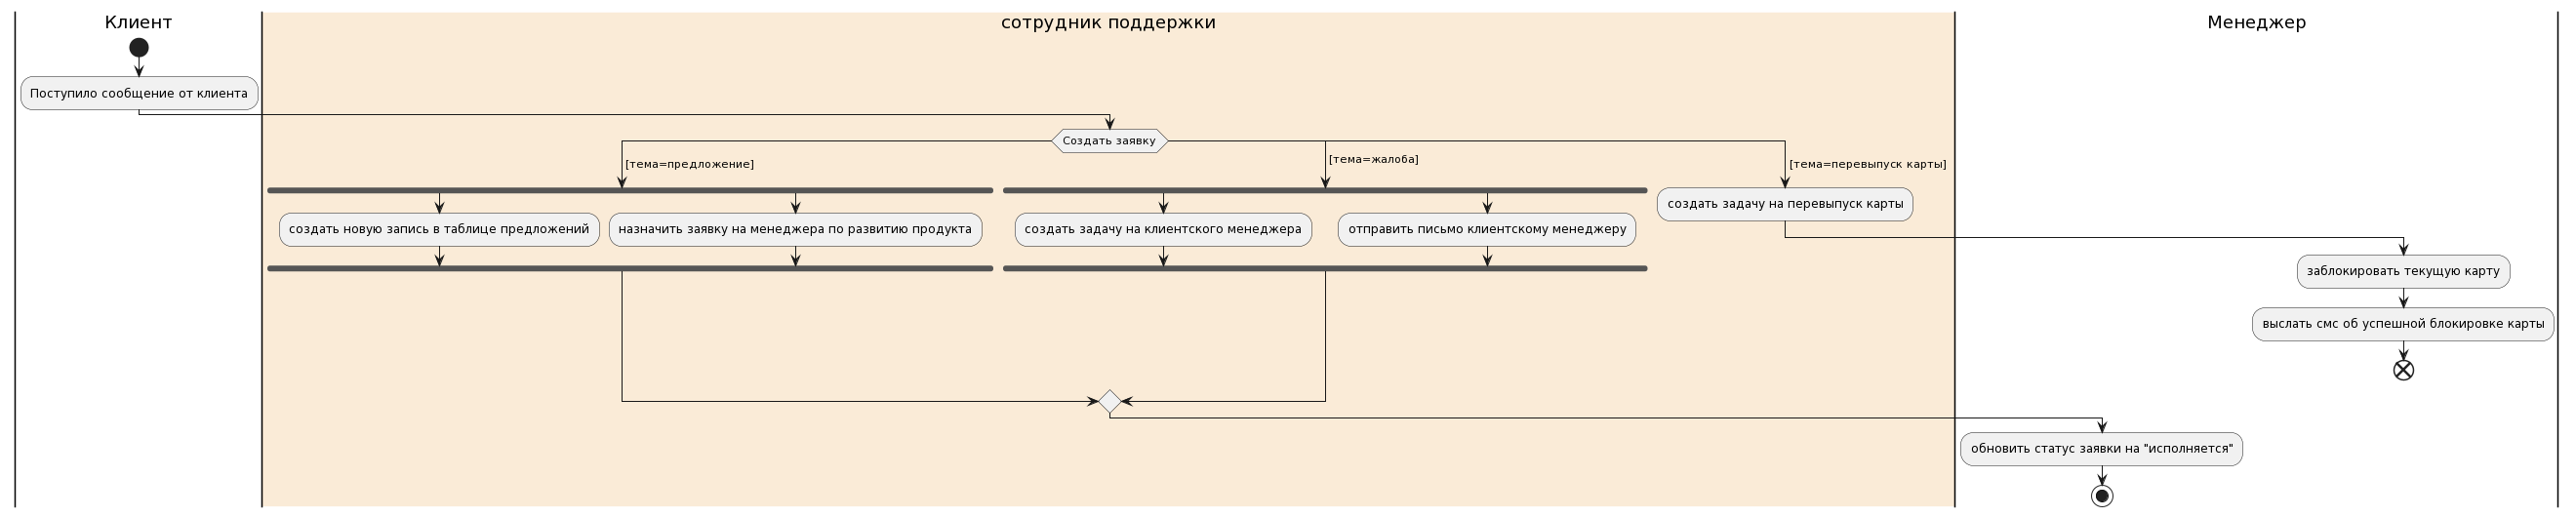 Клиент
сотрудник поддержки
Менеджер
Поступило сообщение от клиента
Создать заявку
[тема=предложение]
[тема=жалоба]
[тема=перевыпуск карты]
создать новую запись в таблице предложений
назначить заявку на менеджера по развитию продукта
создать задачу на клиентского менеджера
отправить письмо клиентскому менеджеру
создать задачу на перевыпуск карты
заблокировать текущую карту
выслать смс об успешной блокировке карты
обновить статус заявки на "исполняется"